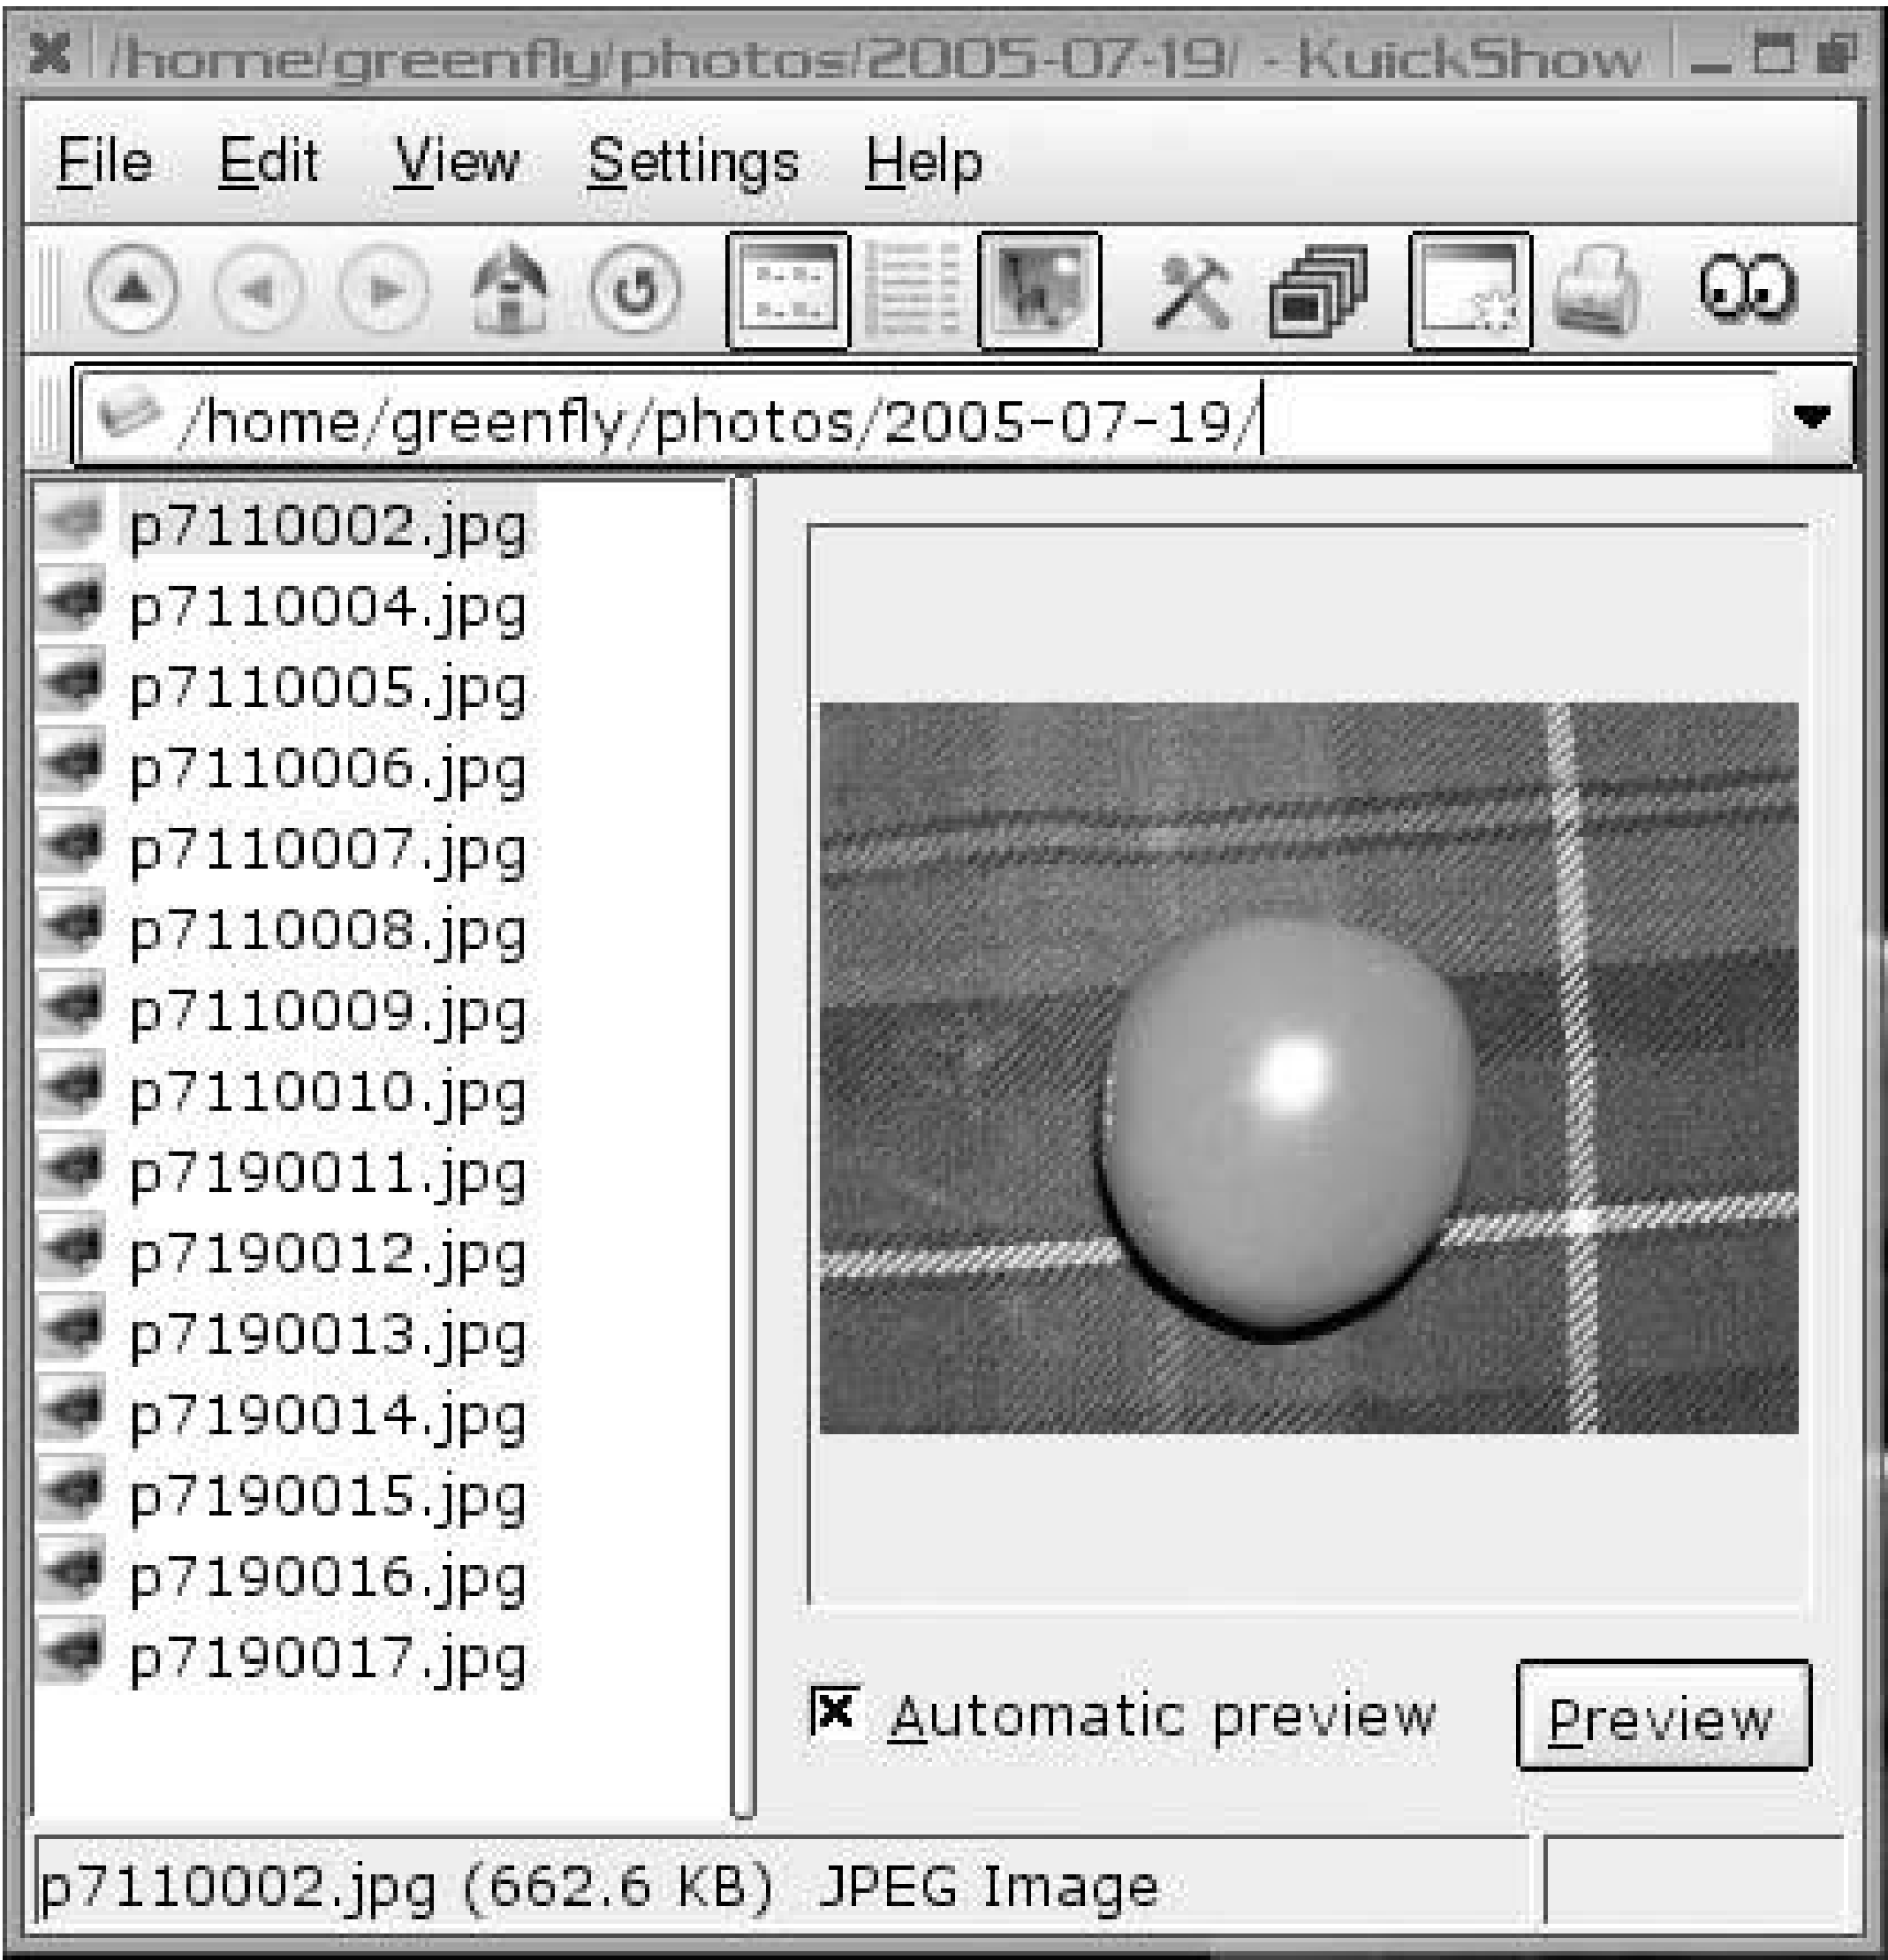 /home/greenfly/photos/2005-07-19/ - KuickShow
File Edit View Settings Help
/home/greenfly/photos/2005-07-19/
p7110002.jpg
p7110004.jpg
p7110005.jpg
p7110006.jpg
p7110007.jpg
p7110008.jpg
p7110009.jpg
p7110010.jpg
p7190011.jpg
p7190012.jpg
p7190013.jpg
p7190014.jpg
p7190015.jpg
p7190016.jpg
p7190017.jpg
Automatic preview
Preview
p7110002.jpg (662.6 KB) JPEG Image